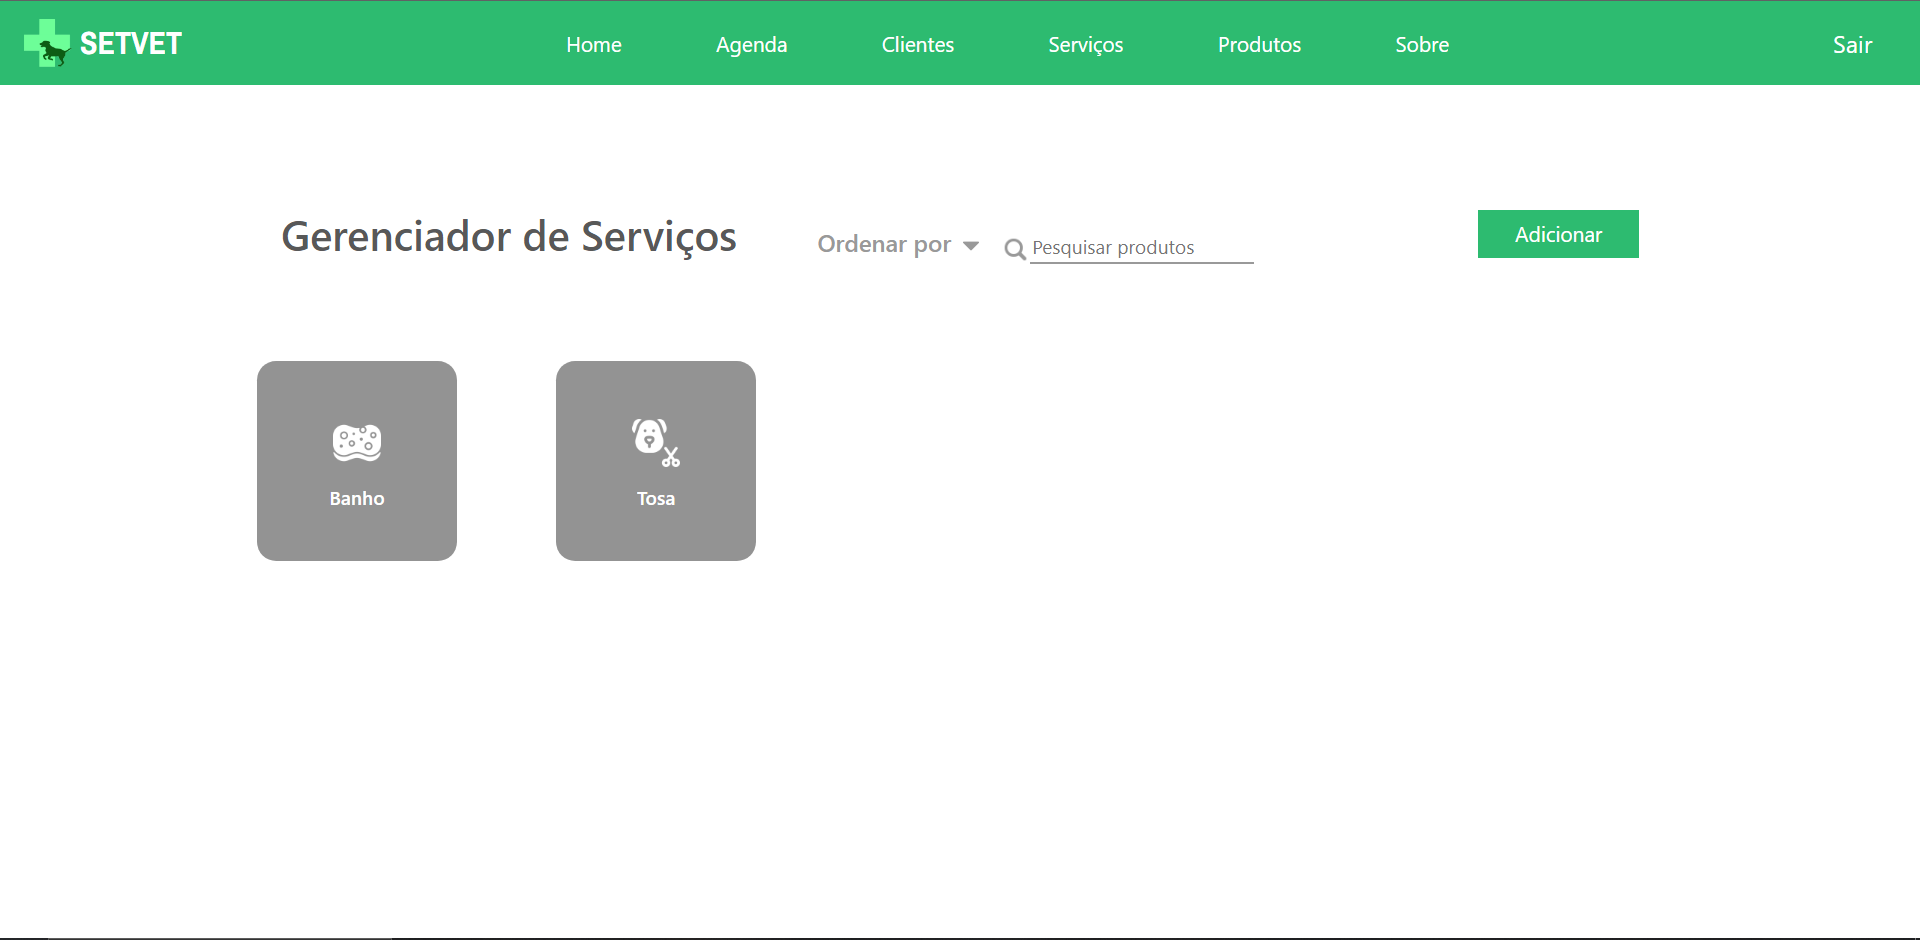 SETVET
Home
Agenda
Clientes
Serviços
Produtos
Sobre
Sair
Gerenciador de Serviços
Ordenar por
Pesquisar produtos
Adicionar
Banho
Tosa